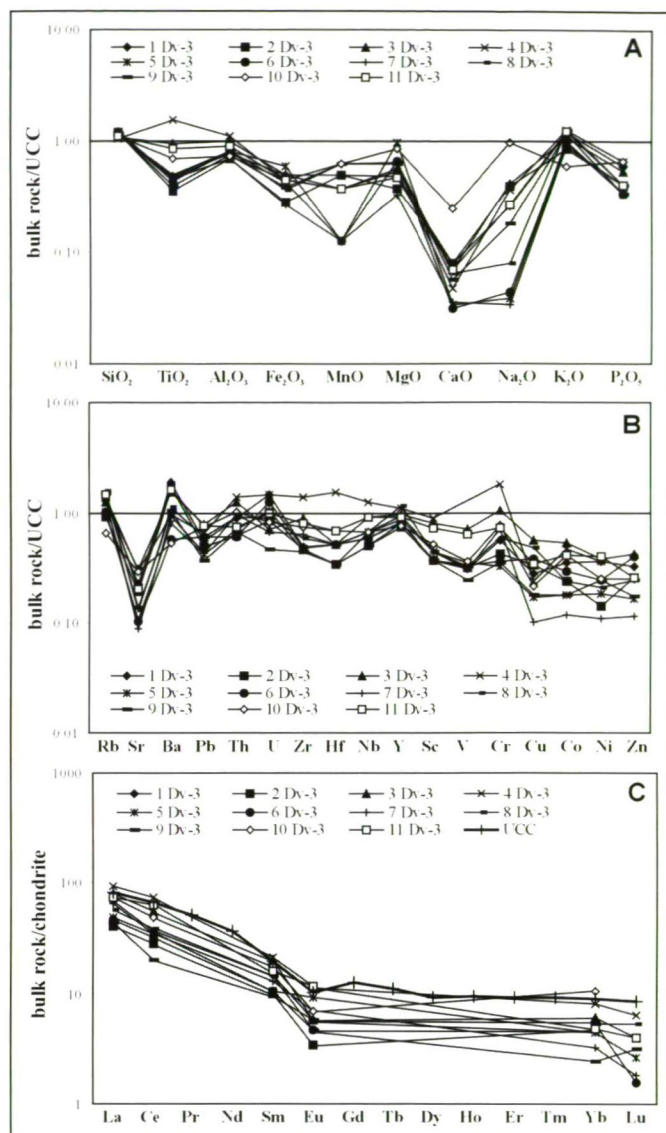 A
1 Dv-3 2 Dv-3 3 Dv-3 4 Dv-3
5 Dv-3 6 Dv-3 7 Dv-3 8 Dv-3
9 Dv-3 10 Dv-3 11 Dv-3
bulk rock/UCC
10.00
1.00
0.10
0.01
SiO₂ TiO₂ Al₂O₃ Fe₂O₃ MnO MgO CaO Na₂O K₂O P₂O₅
B
bulk rock/UCC
10.00
1.00
0.10
0.01
1 Dv-3 2 Dv-3 3 Dv-3 4 Dv-3
5 Dv-3 6 Dv-3 7 Dv-3 8 Dv-3
9 Dv-3 10 Dv-3 11 Dv-3
Rb Sr Ba Pb Th U Zr Hf Nb Y Sc V Cr Cu Co Ni Zn
C
1 Dv-3 2 Dv-3 3 Dv-3 4 Dv-3
5 Dv-3 6 Dv-3 7 Dv-3 8 Dv-3
9 Dv-3 10 Dv-3 11 Dv-3 UCC
bulk rock/chondrite
1000
100
10
1
La Ce Pr Nd Sm Eu Gd Tb Dy Ho Er Tm Yb Lu